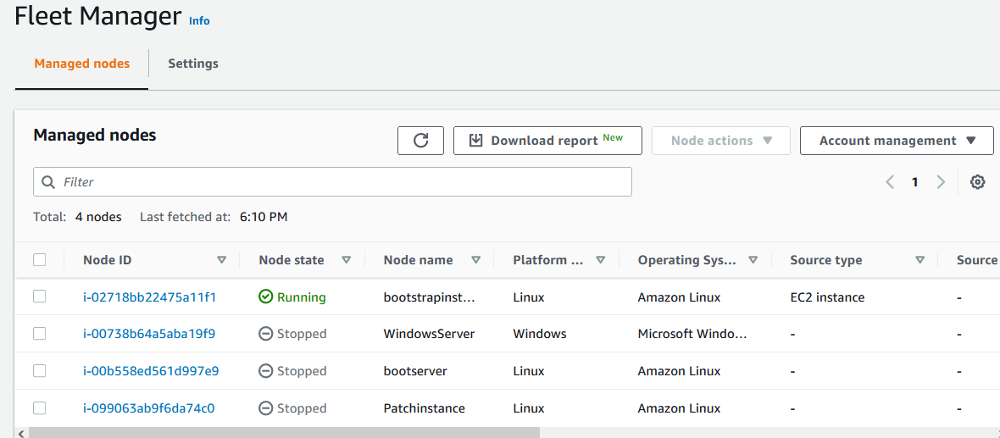 Fleet Manager Info
Managed nodes Settings
Managed nodes Download report New Node actions Account management
Filter 1
Total: 4 nodes Last fetched at: 6:10 PM
Node ID Node state Node name Platform ... Operating Sys... Source type Source
i-02718bb22475a11f1 Running bootstrapinst... Linux Amazon Linux EC2 instance -
i-00738b64a5aba19f9 Stopped WindowsServer Windows Microsoft Windo... - -
i-00b558ed561d997e9 Stopped bootserver Linux Amazon Linux - -
i-099063ab9f6da74c0 Stopped Patchinstance Linux Amazon Linux - -